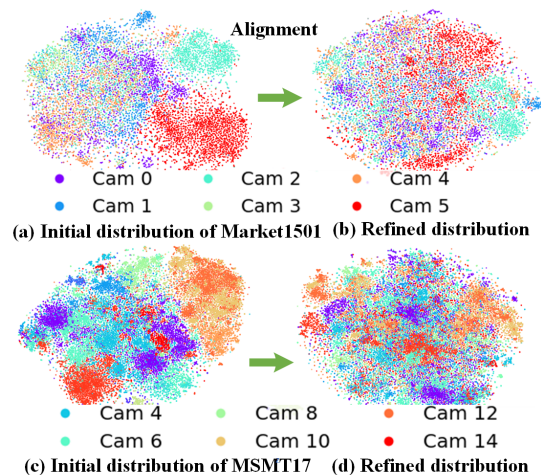 Alignment
Cam 0 Cam 2 Cam 4
Cam 1 Cam 3 Cam 5
(a) Initial distribution of Market1501 (b) Refined distribution
Cam 4 Cam 8 Cam 12
Cam 6 Cam 10 Cam 14
(c) Initial distribution of MSMT17 (d) Refined distribution